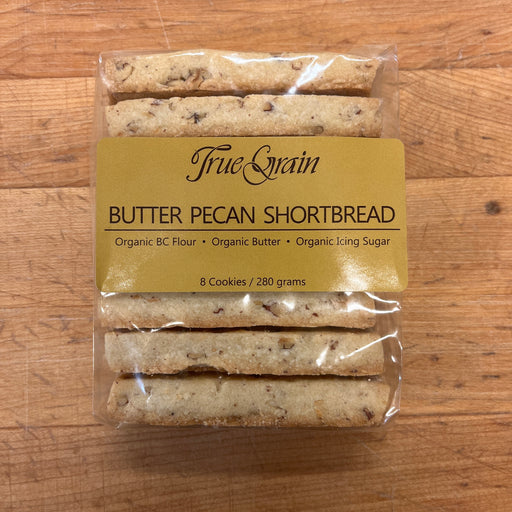 True Grain
BUTTER PECAN SHORTBREAD
Organic BC Flour • Organic Butter • Organic Icing Sugar
8 Cookies / 280 grams